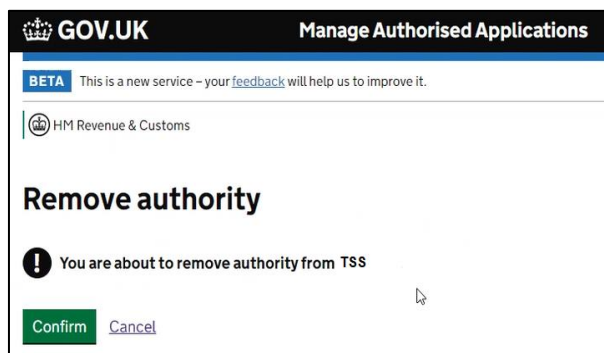 GOV.UK Manage Authorised Applications
BETA This is a new service – your feedback will help us to improve it.
HM Revenue & Customs
Remove authority
! You are about to remove authority from TSS
Confirm Cancel